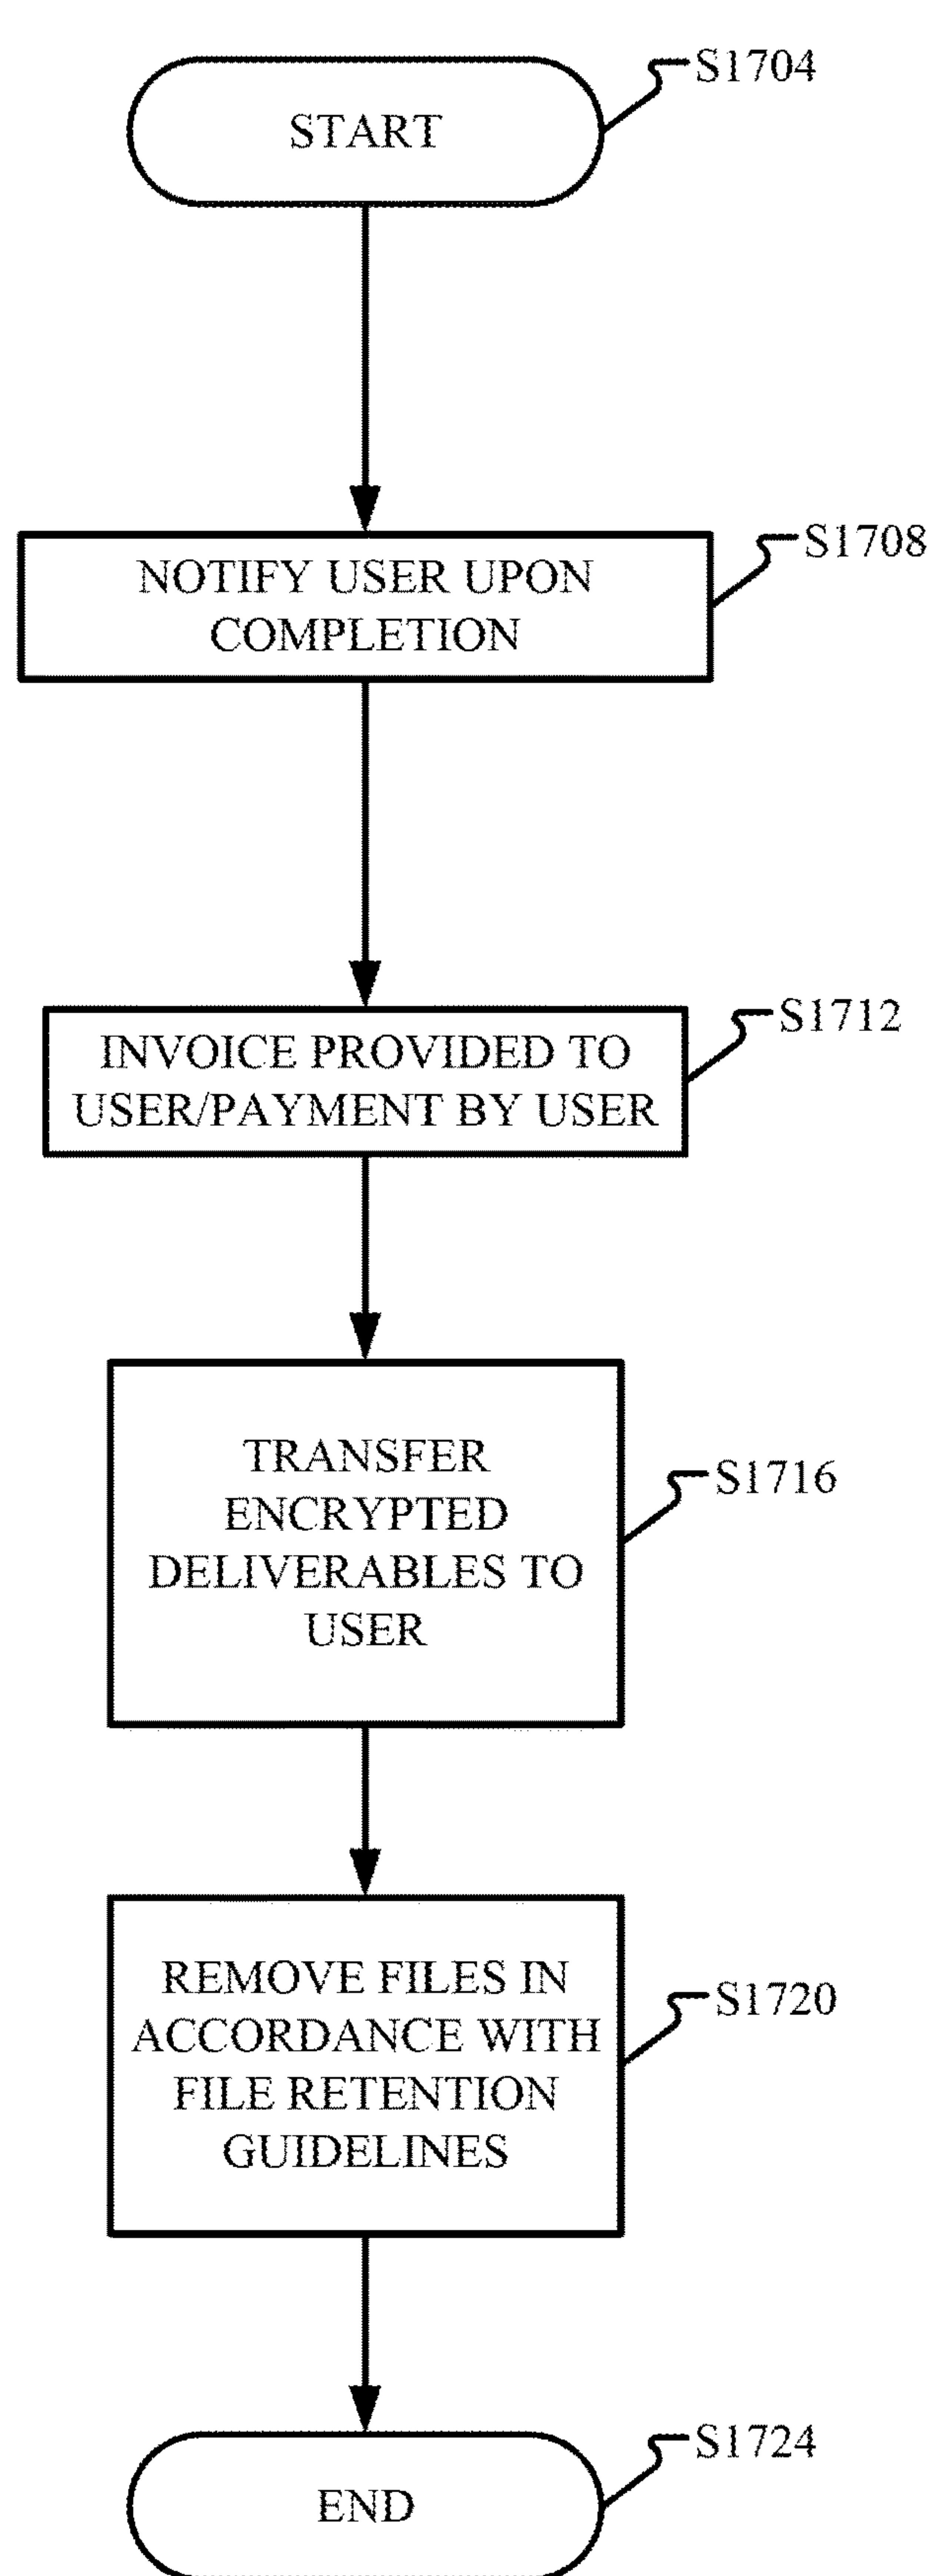 START
S1704
NOTIFY USER UPON
COMPLETION
S1708
INVOICE PROVIDED TO
USER/PAYMENT BY USER
S1712
TRANSFER
ENCRYPTED
DELIVERABLES TO
USER
S1716
REMOVE FILES IN
ACCORDANCE WITH
FILE RETENTION
GUIDELINES
S1720
END
S1724